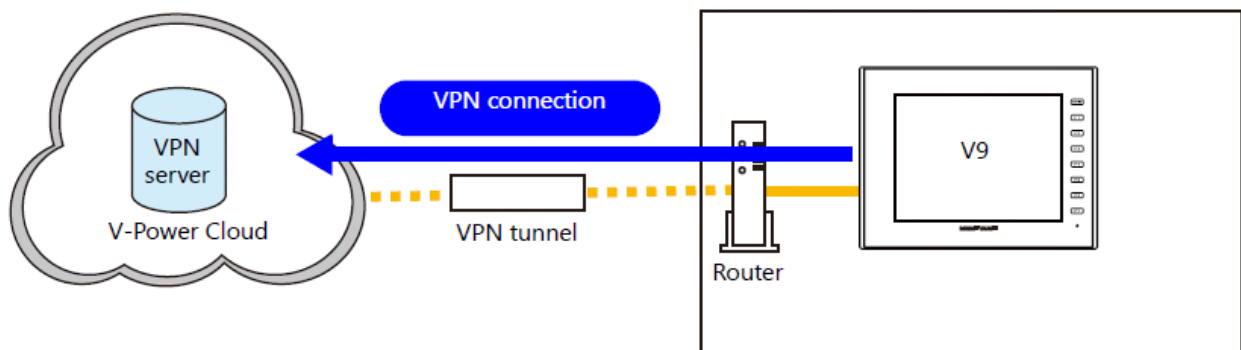 VPN connection
VPN
server
V-Power Cloud
VPN tunnel
Router
V9